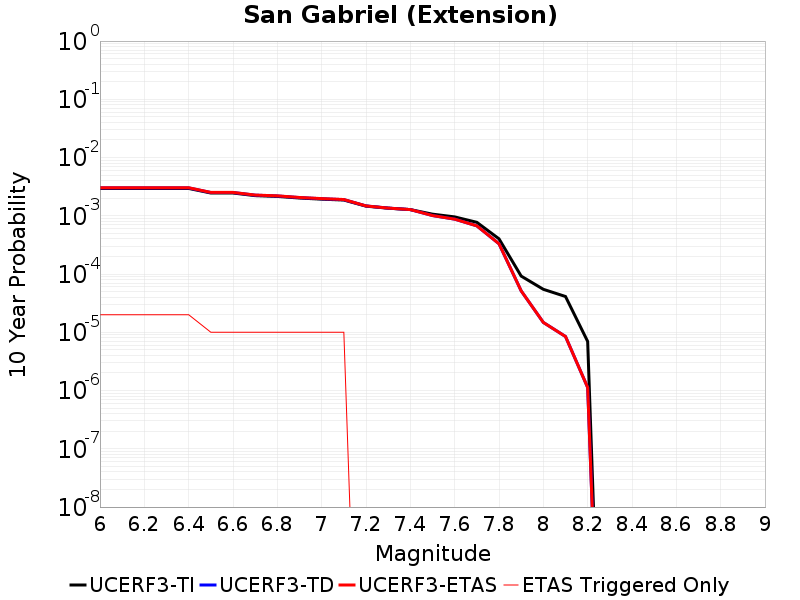 San Gabriel (Extension)
10 Year Probability
10^0
10^-1
10^-2
10^-3
10^-4
10^-5
10^-6
10^-7
10^-8
6 6.2 6.4 6.6 6.8 7 7.2 7.4 7.6 7.8 8 8.2 8.4 8.6 8.8 9
Magnitude
UCERF3-TI UCERF3-TD UCERF3-ETAS ETAS Triggered Only